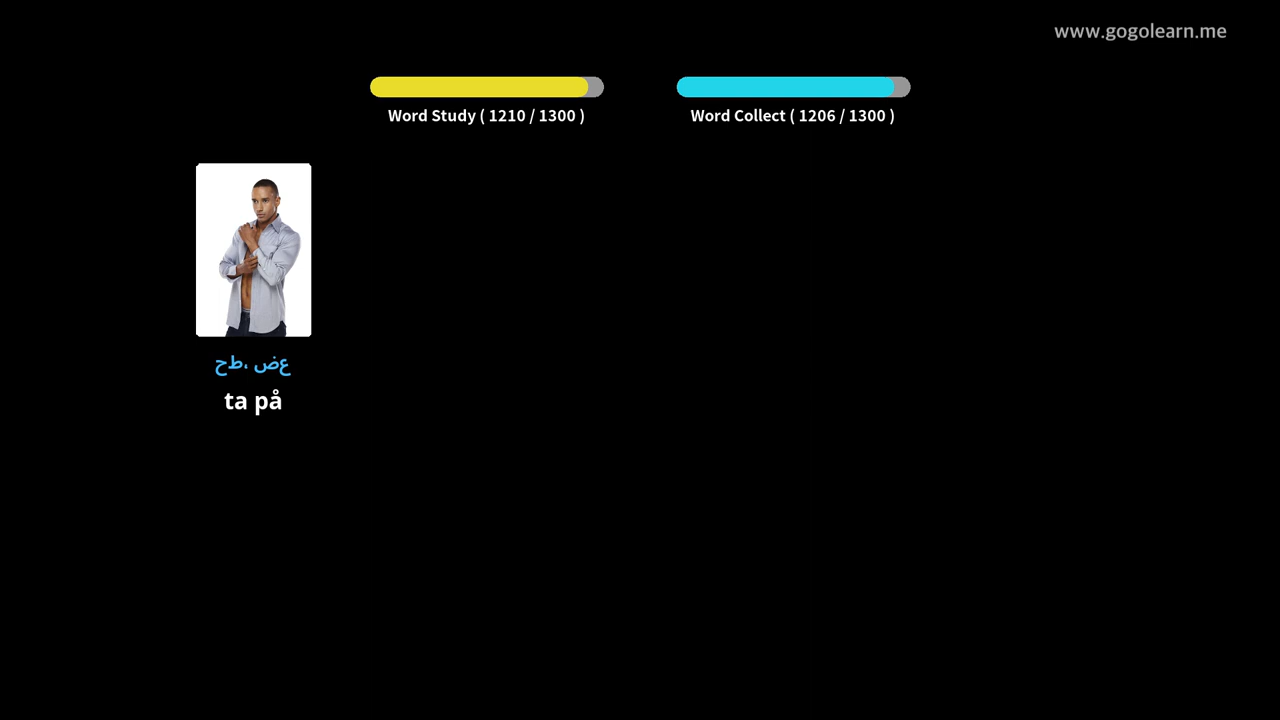 www.gogolearn.me
Word Study ( 1210 / 1300 )
Word Collect ( 1206 / 1300 )
عض ،طح
ta på